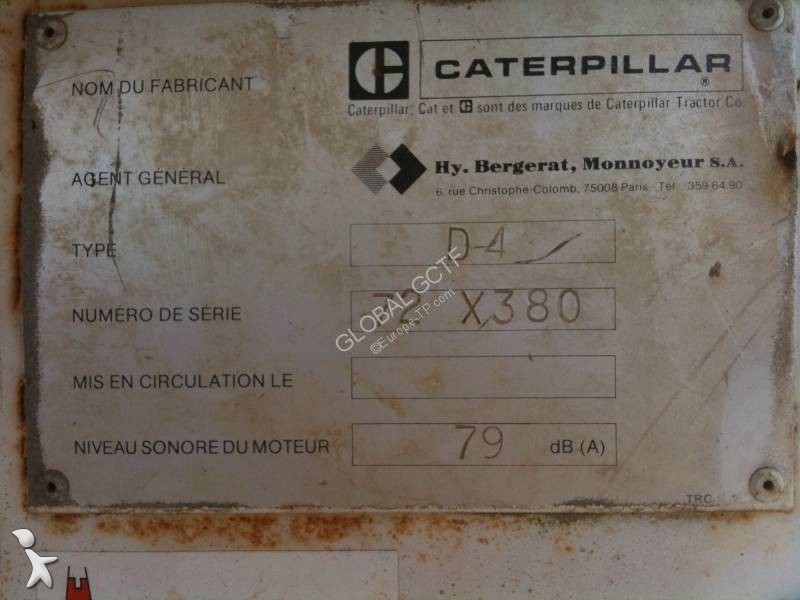 NOM DU FABRICANT
CATERPILLAR ®
Caterpillar, Cat et C sont des marques de Caterpillar Tractor Co
AGENT GÉNÉRAL
Hy. Bergerat, Monnoyeur S.A.
6, rue Christophe-Colomb, 75008 Paris Tél 359 64 90
TYPE D-4
NUMÉRO DE SÉRIE 72 X380
MIS EN CIRCULATION LE
NIVEAU SONORE DU MOTEUR 79 dB (A)
TRC
GLOBAL GCTF
©Europe-TP.com